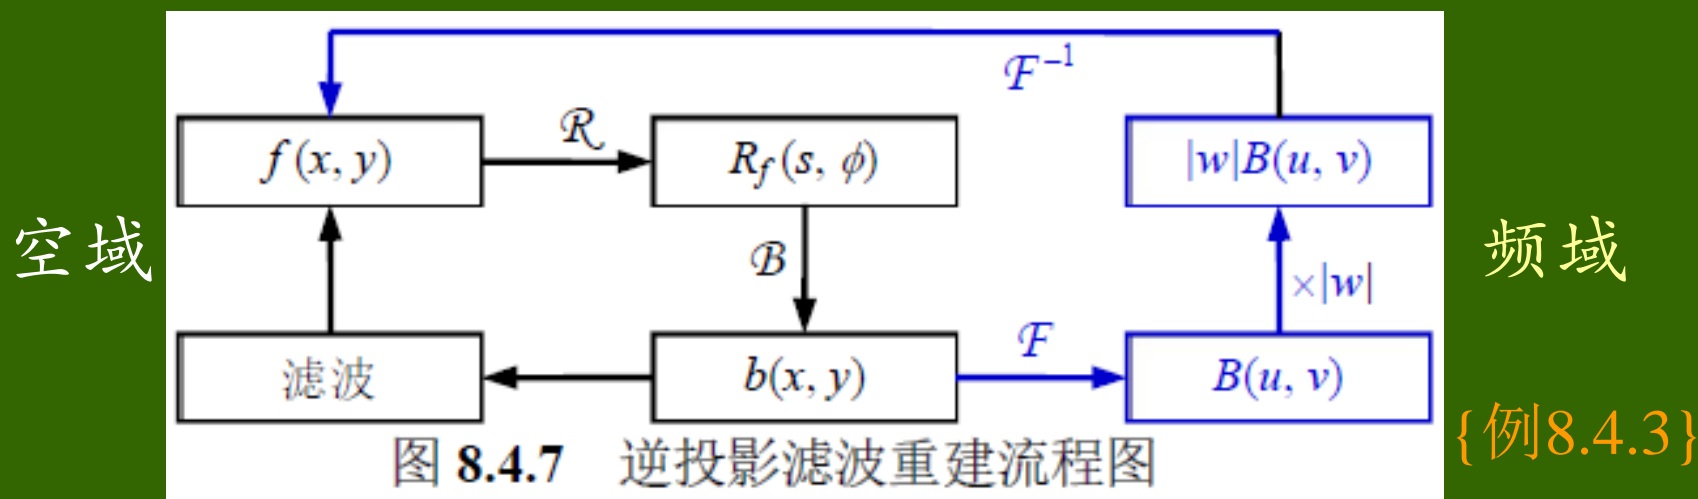 ℱ⁻¹
f(x, y)
ℛ
R_f(s, ϕ)
|w|B(u, v)
空域
ℬ
×|w|
频域
滤波
b(x, y)
ℱ
B(u, v)
{例8.4.3}
图 8.4.7 逆投影滤波重建流程图